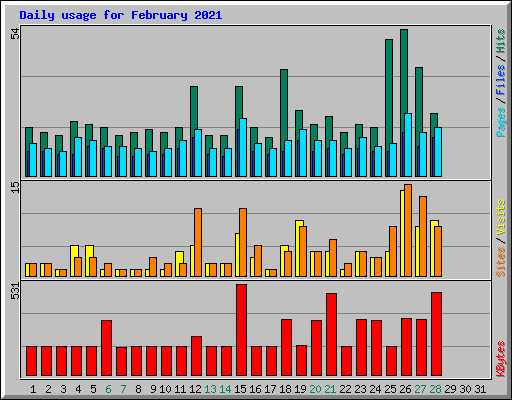 Daily usage for February 2021
54
Pages / Files / Hits
15
Sites / Visits
531
KBytes
1 2 3 4 5 6 7 8 9 10 11 12 13 14 15 16 17 18 19 20 21 22 23 24 25 26 27 28 29 30 31